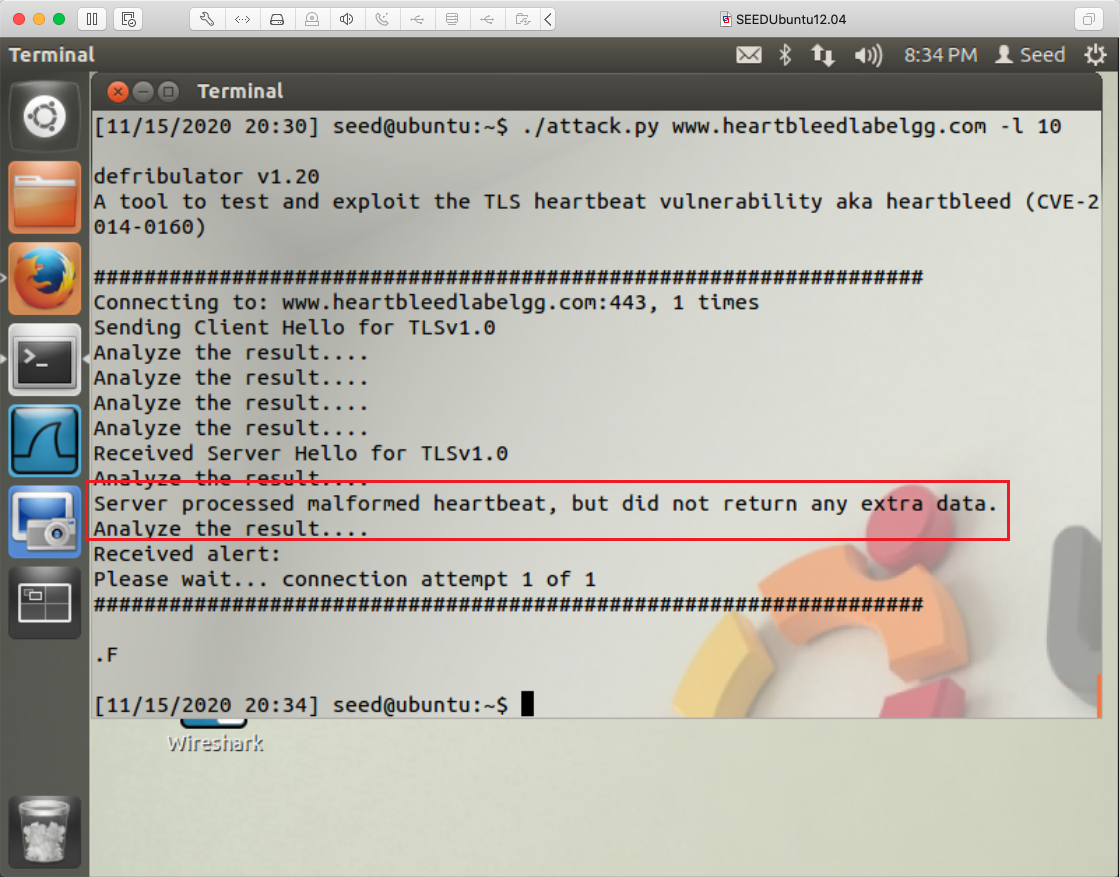 SEEDUbuntu12.04
Terminal
8:34 PM
Seed
Terminal
[11/15/2020 20:30] seed@ubuntu:~$ ./attack.py www.heartbleedlabelgg.com -l 10
defribulator v1.20
A tool to test and exploit the TLS heartbeat vulnerability aka heartbleed (CVE-2
014-0160)
##################################################################
Connecting to: www.heartbleedlabelgg.com:443, 1 times
Sending Client Hello for TLSv1.0
Analyze the result....
Analyze the result....
Analyze the result....
Analyze the result....
Received Server Hello for TLSv1.0
Analyze the result....
Server processed malformed heartbeat, but did not return any extra data.
Analyze the result....
Received alert:
Please wait... connection attempt 1 of 1
##################################################################
.F
[11/15/2020 20:34] seed@ubuntu:~$
Wireshark